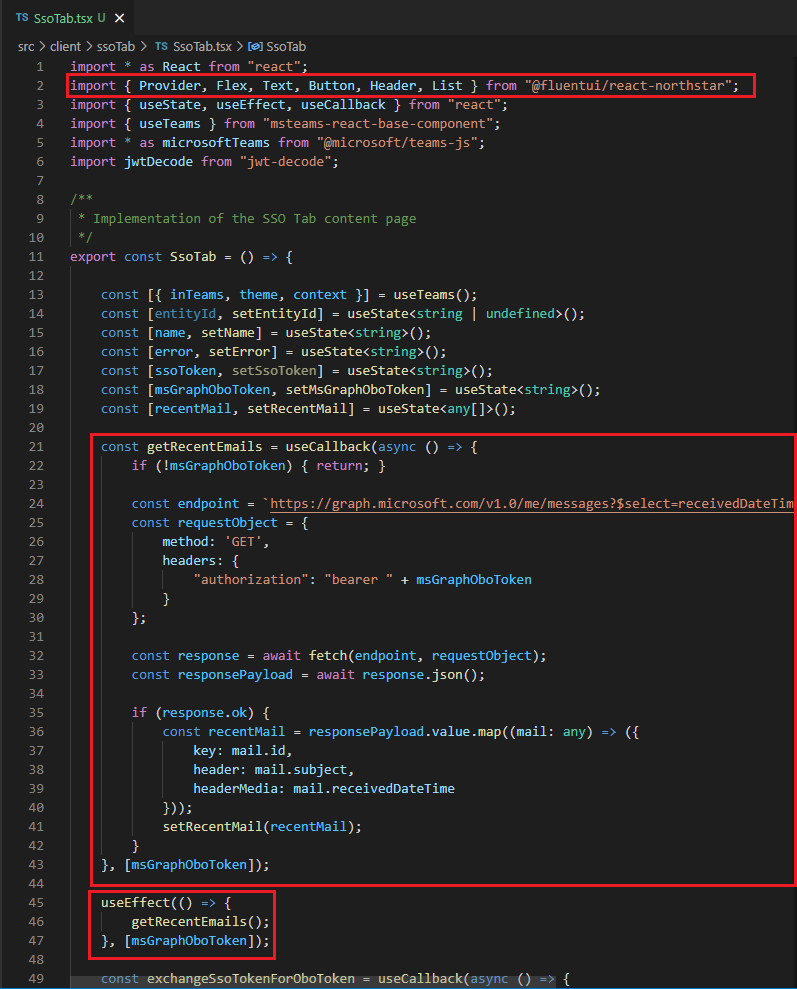 TS SsoTab.tsx U ×
src > client > ssoTab > TS SsoTab.tsx > SsoTab
1 import * as React from "react";
2 import { Provider, Flex, Text, Button, Header, List } from "@fluentui/react-northstar";
3 import { useState, useEffect, useCallback } from "react";
4 import { useTeams } from "msteams-react-base-component";
5 import * as microsoftTeams from "@microsoft/teams-js";
6 import jwtDecode from "jwt-decode";
7
8 /**
9  * Implementation of the SSO Tab content page
10  */
11 export const SsoTab = () => {
12
13     const [{ inTeams, theme, context }] = useTeams();
14     const [entityId, setEntityId] = useState<string | undefined>();
15     const [name, setName] = useState<string>();
16     const [error, setError] = useState<string>();
17     const [ssoToken, setSsoToken] = useState<string>();
18     const [msGraphOboToken, setMsGraphOboToken] = useState<string>();
19     const [recentMail, setRecentMail] = useState<any[]>();
20
21     const getRecentEmails = useCallback(async () => {
22         if (!msGraphOboToken) { return; }
23
24         const endpoint = `https://graph.microsoft.com/v1.0/me/messages?$select=receivedDateTim
25         const requestObject = {
26             method: 'GET',
27             headers: {
28                 "authorization": "bearer " + msGraphOboToken
29             }
30         };
31
32         const response = await fetch(endpoint, requestObject);
33         const responsePayload = await response.json();
34
35         if (response.ok) {
36             const recentMail = responsePayload.value.map((mail: any) => ({
37                 key: mail.id,
38                 header: mail.subject,
39                 headerMedia: mail.receivedDateTime
40             }));
41             setRecentMail(recentMail);
42         }
43     }, [msGraphOboToken]);
44
45     useEffect(() => {
46         getRecentEmails();
47     }, [msGraphOboToken]);
48
49     const exchangeSsoTokenForOboToken = useCallback(async () => {